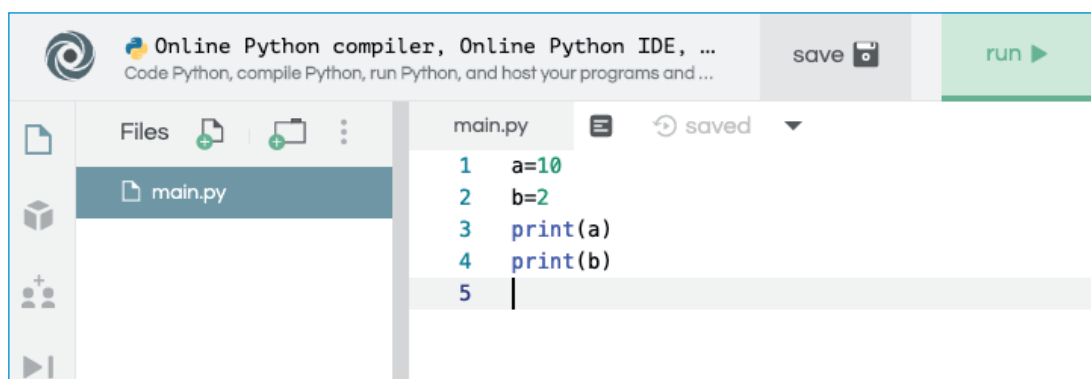 Online Python compiler, Online Python IDE, ...
Code Python, compile Python, run Python, and host your programs and ...
save
run
Files
main.py
main.py
saved
1 a=10
2 b=2
3 print(a)
4 print(b)
5